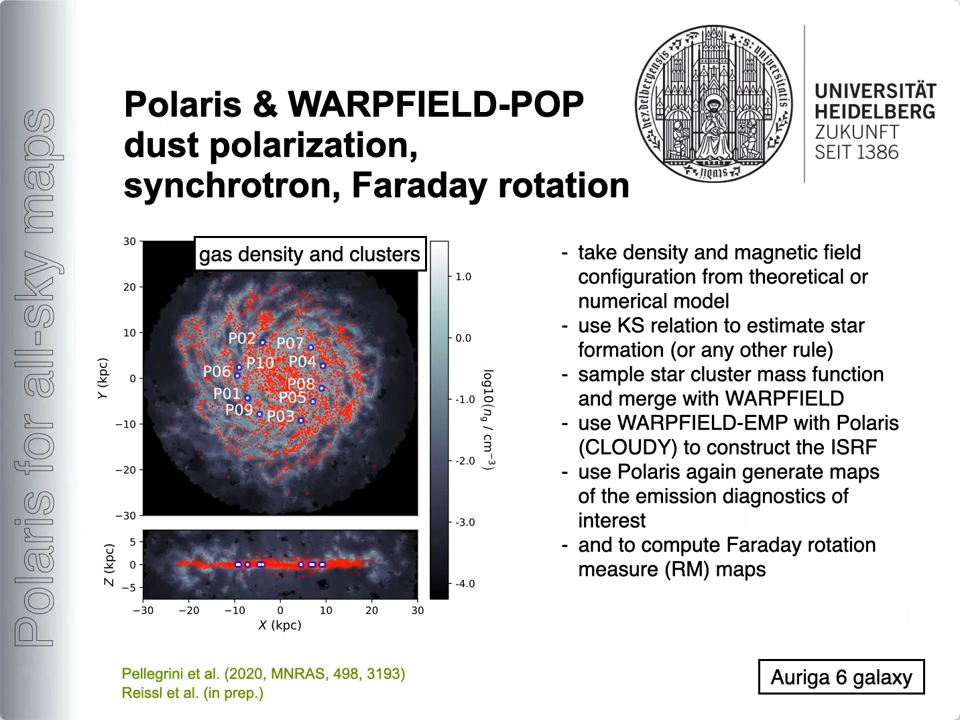 Polaris for all-sky maps
Polaris & WARPFIELD-POP
dust polarization,
synchrotron, Faraday rotation
UNIVERSITÄT
HEIDELBERG
ZUKUNFT
SEIT 1386
gas density and clusters
30
20
10
0
−10
−20
−30
Y (kpc)
P02
P07
P10
P04
P06
P08
P01
P05
P09
P03
1.0
0.0
-1.0
-2.0
-3.0
-4.0
log10(ng / cm−3)
5
0
−5
Z (kpc)
−30
−20
−10
0
10
20
30
X (kpc)
- take density and magnetic field
configuration from theoretical or
numerical model
- use KS relation to estimate star
formation (or any other rule)
- sample star cluster mass function
and merge with WARPFIELD
- use WARPFIELD-EMP with Polaris
(CLOUDY) to construct the ISRF
- use Polaris again generate maps
of the emission diagnostics of
interest
- and to compute Faraday rotation
measure (RM) maps
Pellegrini et al. (2020, MNRAS, 498, 3193)
Reissl et al. (in prep.)
Auriga 6 galaxy